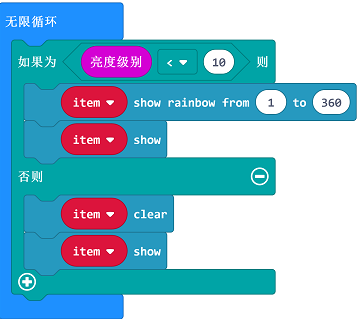 无限循环
如果为 亮度级别 < 10 则
item show rainbow from 1 to 360
item show
否则
item clear
item show